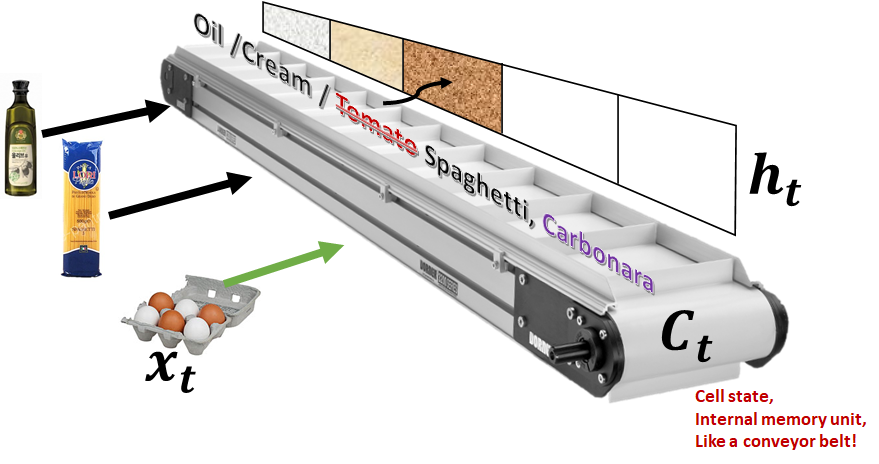 Oil /Cream / Tomato Spaghetti, Carbonara
h_t
x_t
C_t
Cell state,
Internal memory unit,
Like a conveyor belt!